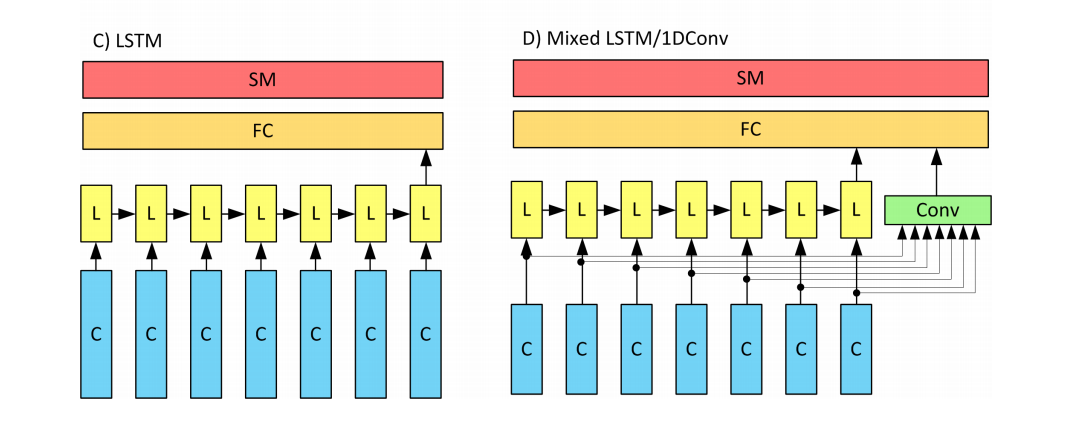 C) LSTM
SM
FC
L L L L L L L
C C C C C C C
D) Mixed LSTM/1DConv
SM
FC
L L L L L L L Conv
C C C C C C C